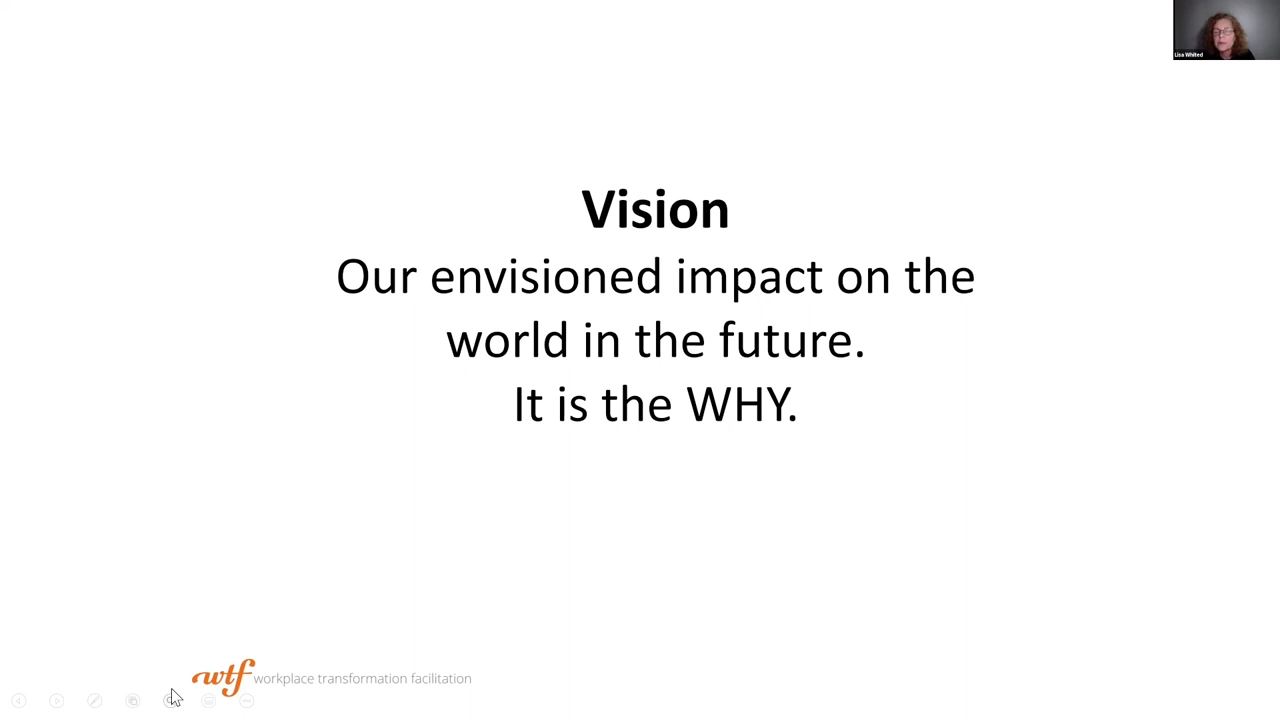 Lisa Whited
Vision
Our envisioned impact on the
world in the future.
It is the WHY.
wtf workplace transformation facilitation